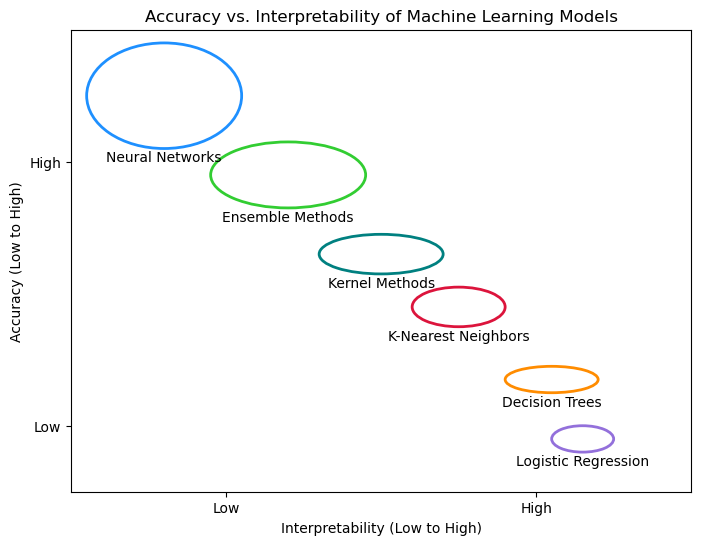 Accuracy vs. Interpretability of Machine Learning Models
Accuracy (Low to High)
High
Low
Neural Networks
Ensemble Methods
Kernel Methods
K-Nearest Neighbors
Decision Trees
Logistic Regression
Low
High
Interpretability (Low to High)